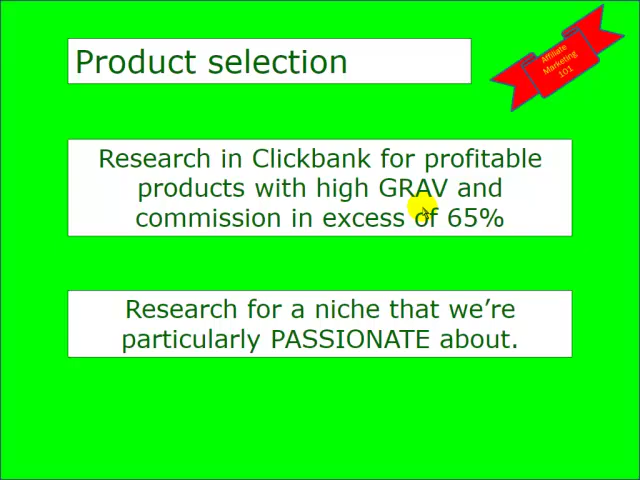 Product selection
Affiliate
Marketing
101
Research in Clickbank for profitable
products with high GRAV and
commission in excess of 65%
Research for a niche that we’re
particularly PASSIONATE about.